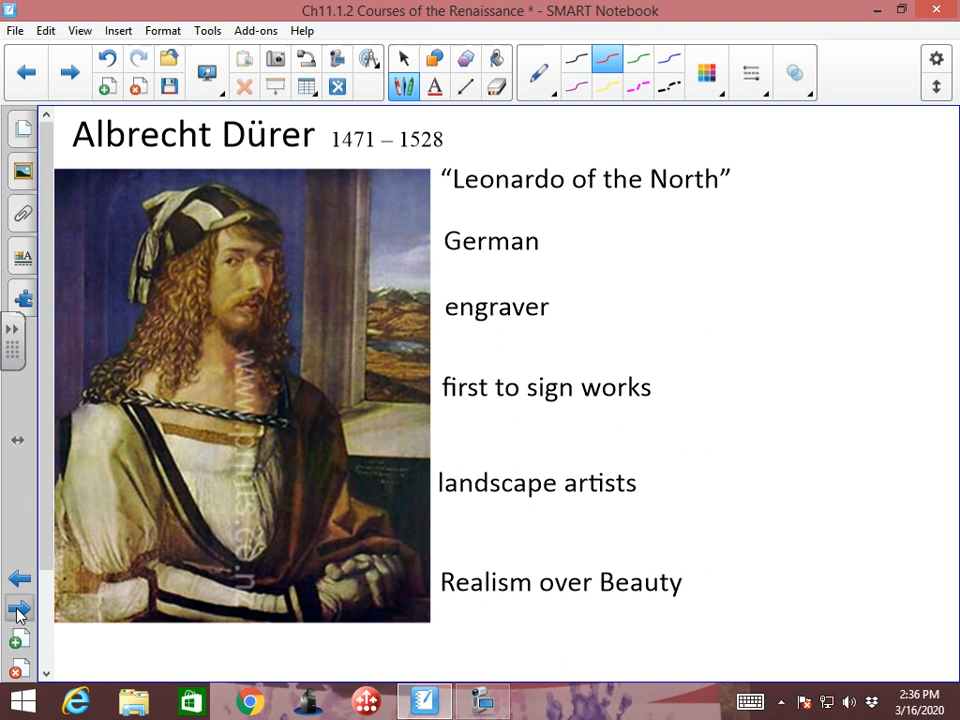 Ch11.1.2 Courses of the Renaissance * - SMART Notebook
File Edit View Insert Format Tools Add-ons Help
Albrecht Dürer 1471 – 1528
“Leonardo of the North”
German
engraver
first to sign works
landscape artists
Realism over Beauty
2:36 PM
3/16/2020